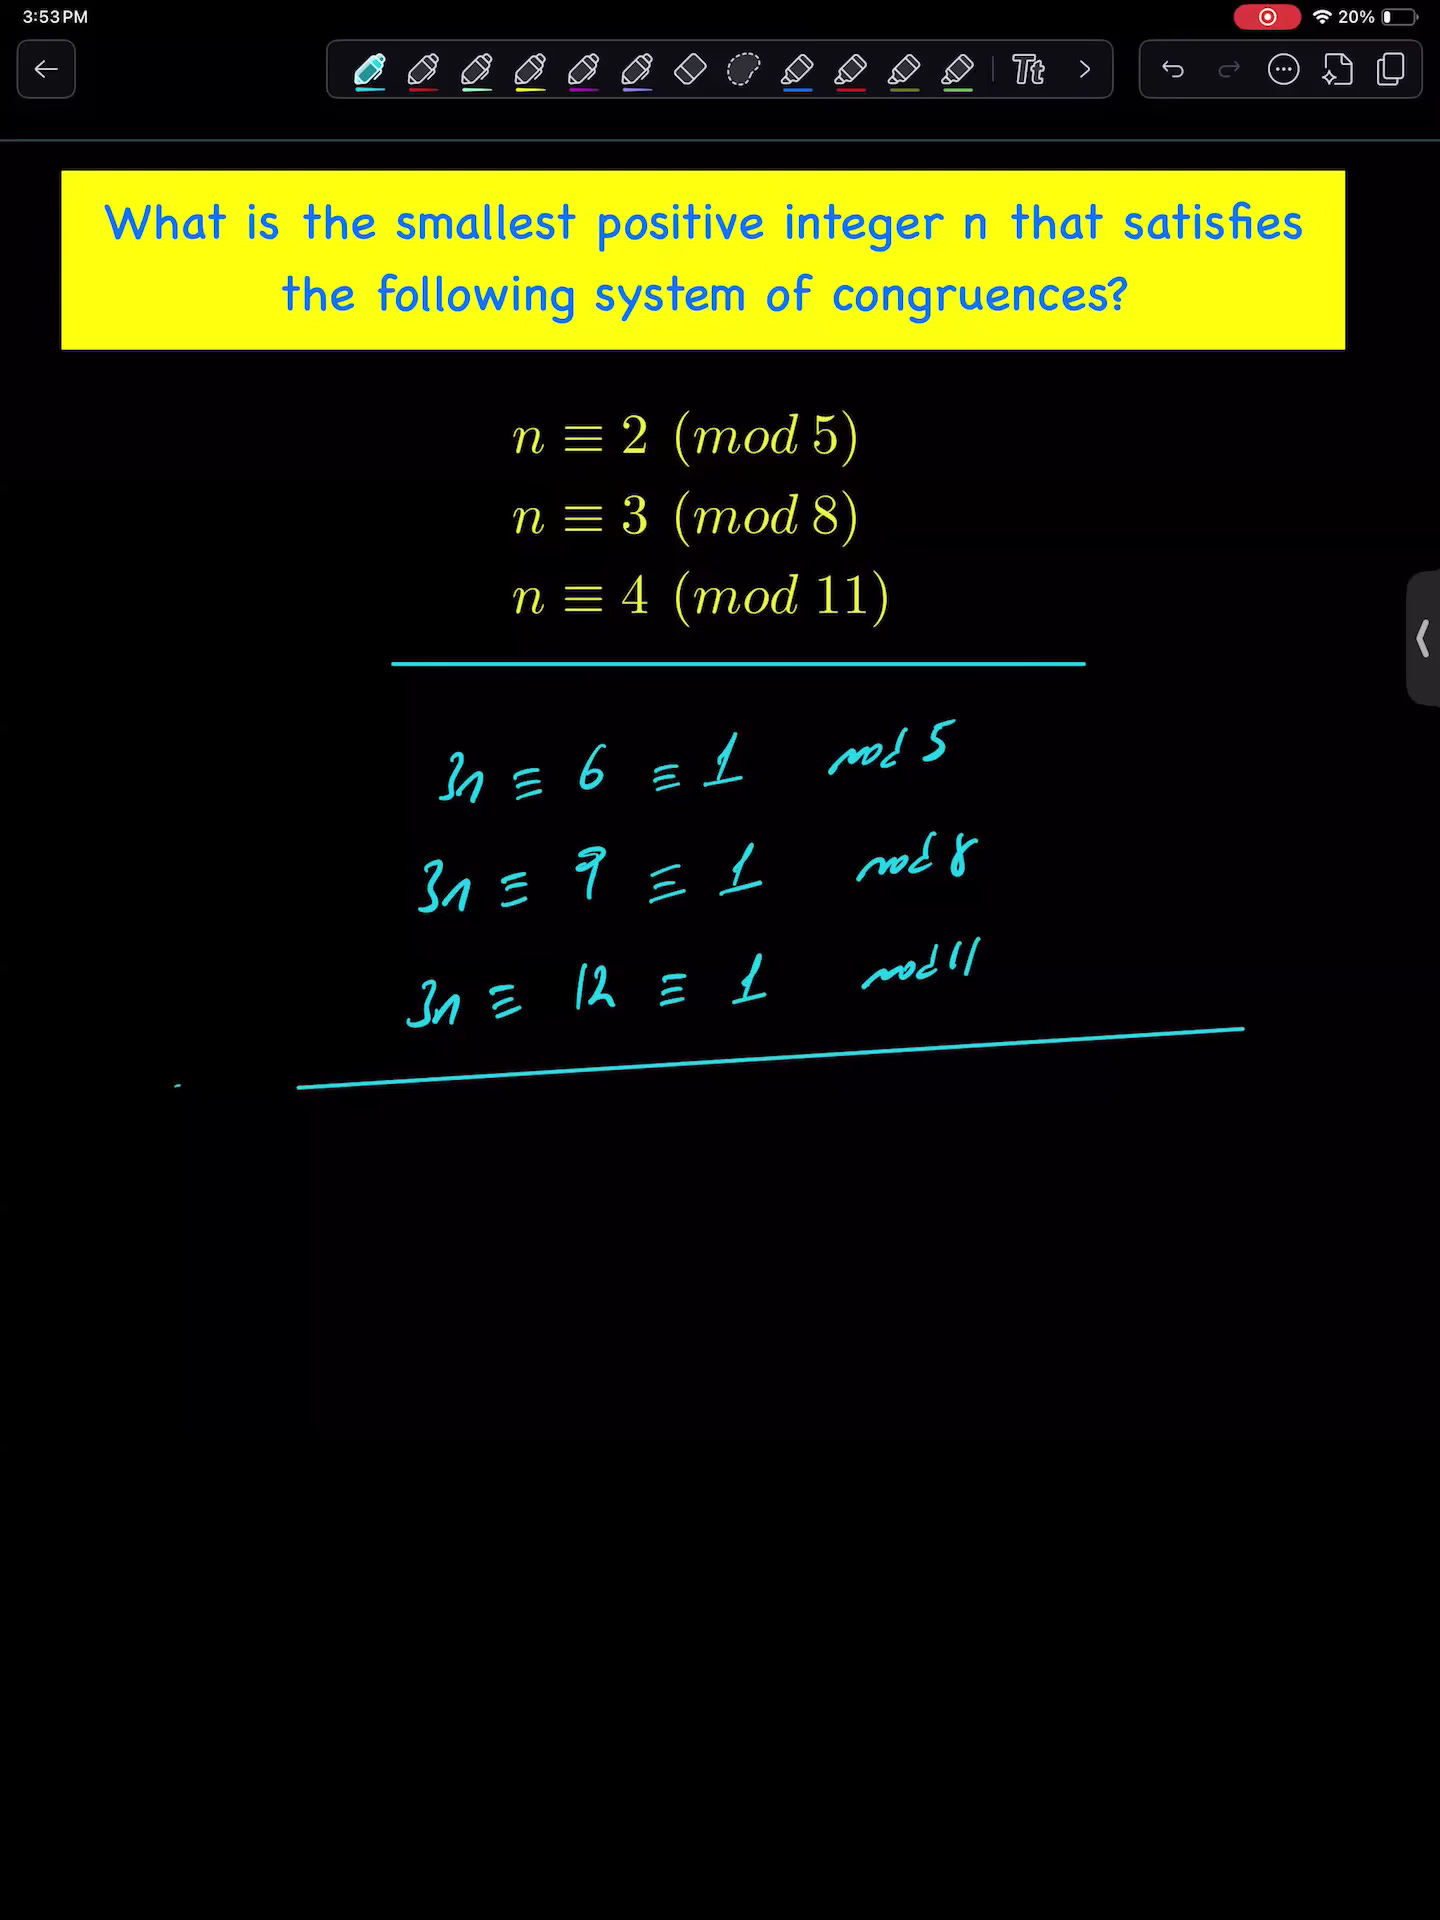 3:53 PM
20%
Tt
What is the smallest positive integer n that satisfies
the following system of congruences?
n ≡ 2 (mod 5)
n ≡ 3 (mod 8)
n ≡ 4 (mod 11)
3n ≡ 6 ≡ 1 mod 5
3n ≡ 9 ≡ 1 mod 8
3n ≡ 12 ≡ 1 mod 11